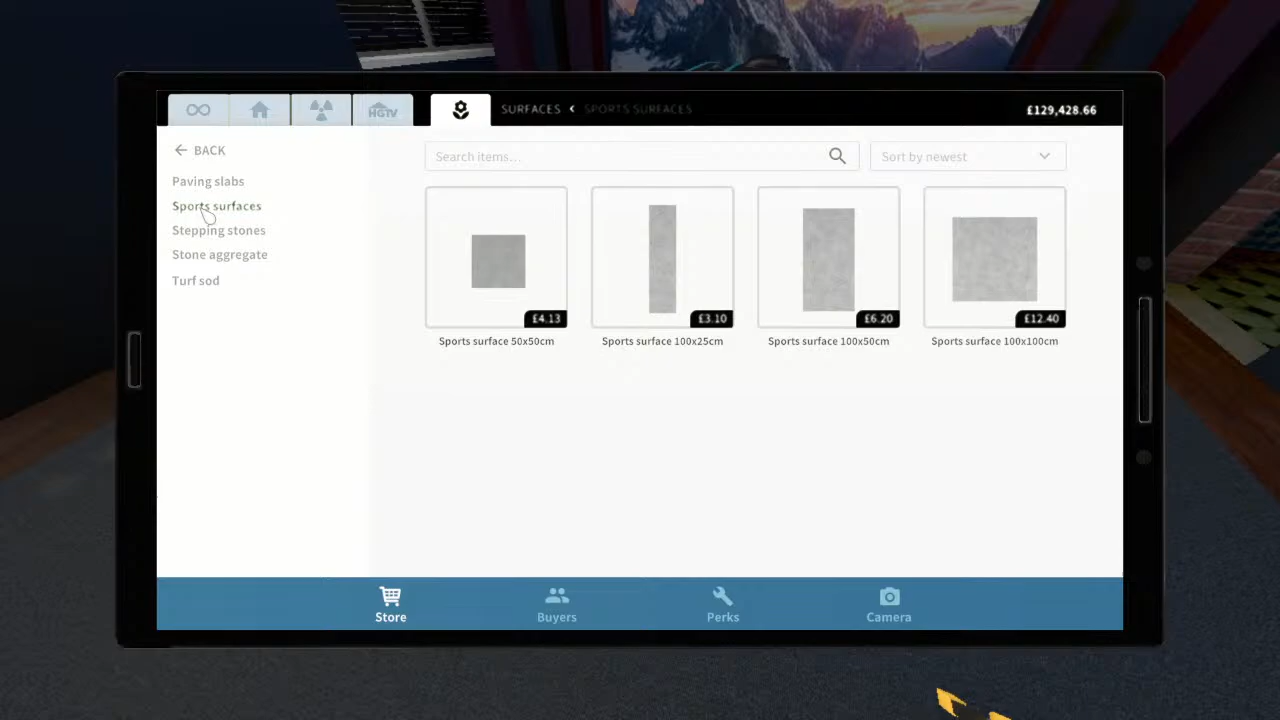 HGTV
SURFACES < SPORTS SURFACES
£129,428.66
BACK
Search items...
Sort by newest
Paving slabs
Sports surfaces
Stepping stones
Stone aggregate
Turf sod
£4.13
£3.10
£6.20
£12.40
Sports surface 50x50cm
Sports surface 100x25cm
Sports surface 100x50cm
Sports surface 100x100cm
Store
Buyers
Perks
Camera